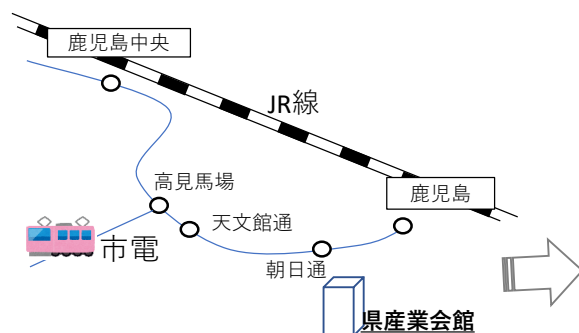 鹿児島中央
JR線
高見馬場
鹿児島
天文館通
市電
朝日通
県産業会館